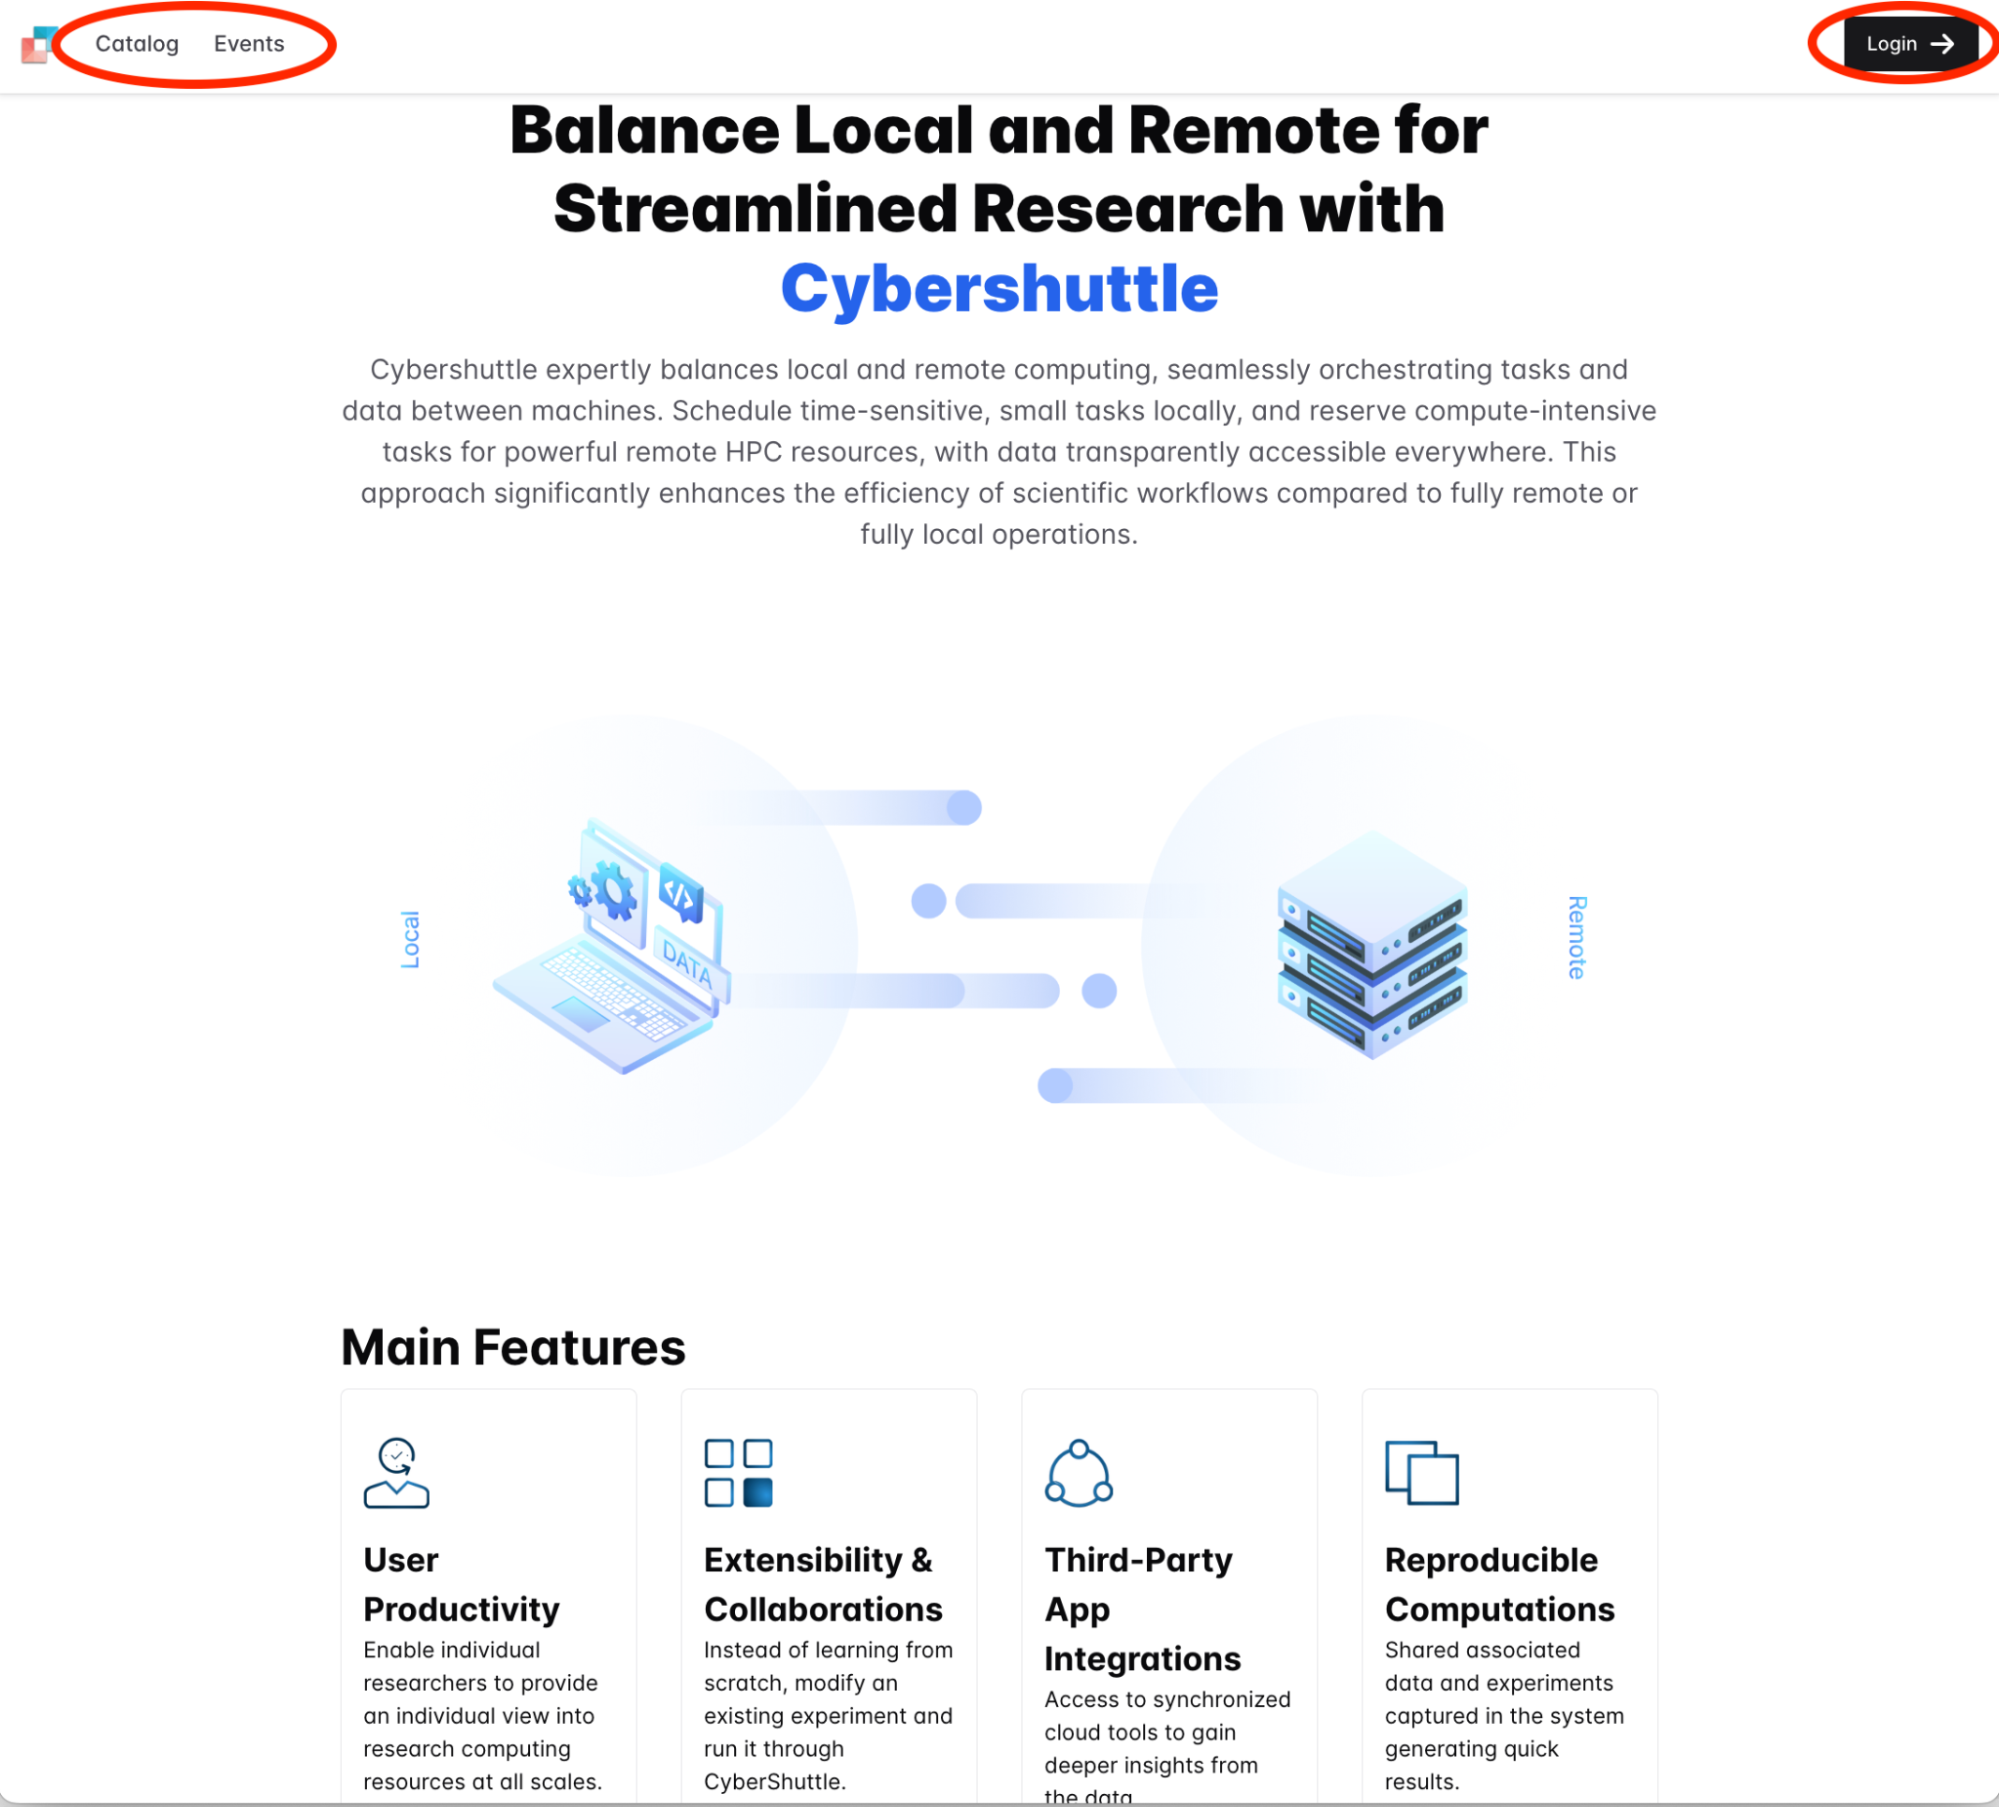 Catalog Events Login
Balance Local and Remote for
Streamlined Research with
Cybershuttle
Cybershuttle expertly balances local and remote computing, seamlessly orchestrating tasks and
data between machines. Schedule time-sensitive, small tasks locally, and reserve compute-intensive
tasks for powerful remote HPC resources, with data transparently accessible everywhere. This
approach significantly enhances the efficiency of scientific workflows compared to fully remote or
fully local operations.
Local
</>
DATA
Remote
Main Features
User
Productivity
Enable individual
researchers to provide
an individual view into
research computing
resources at all scales.
Extensibility &
Collaborations
Instead of learning from
scratch, modify an
existing experiment and
run it through
CyberShuttle.
Third-Party
App
Integrations
Access to synchronized
cloud tools to gain
deeper insights from
the data
Reproducible
Computations
Shared associated
data and experiments
captured in the system
generating quick
results.